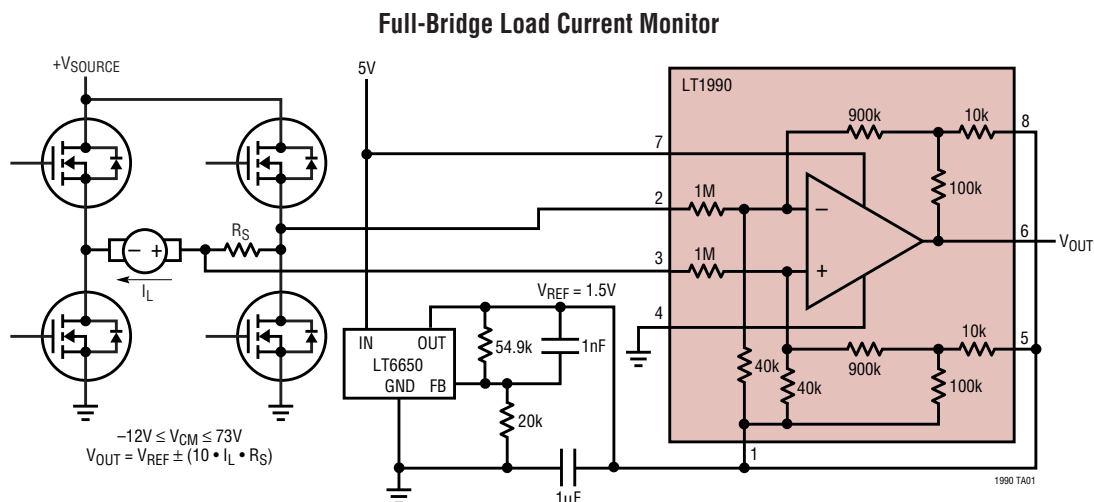 Full-Bridge Load Current Monitor
+VSOURCE
5V
LT1990
900k
10k
8
7
100k
1M
2
−
RS
6
VOUT
− +
1M
3
+
IL
VREF = 1.5V
4
10k
5
IN OUT
54.9k
1nF
LT6650
40k
900k
GND FB
40k
100k
20k
–12V ≤ VCM ≤ 73V
VOUT = VREF ± (10 • IL • RS)
1
1µF
1990 TA01